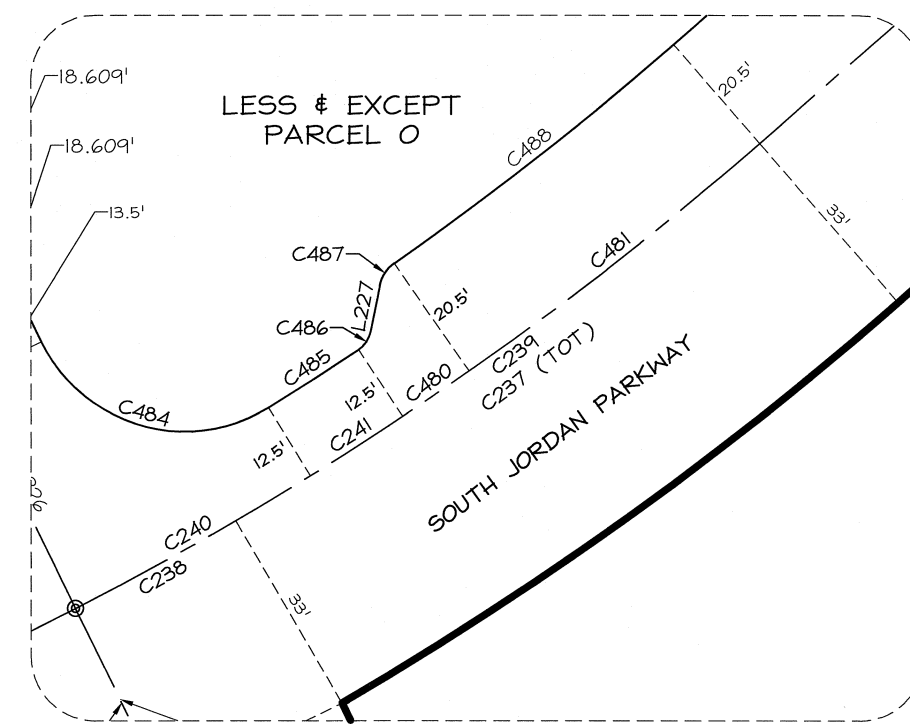 18.609'
LESS & EXCEPT
PARCEL O
18.609'
13.5'
20.5'
C488
33'
C487
C481
L227
20.5'
C486
C485
C239
C237 (TOT)
C480
12.5'
C484
C241
12.5'
SOUTH JORDAN PARKWAY
C240
C238
33'